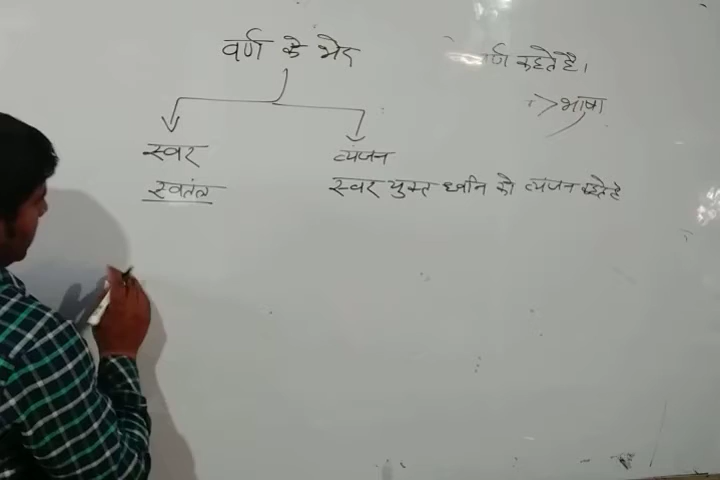 वर्ण के भेद
र्ण कहते है।
भाषा
स्वर
व्यंजन
स्वतंत्र
स्वर युक्त ध्वनि को व्यंजन कहते है